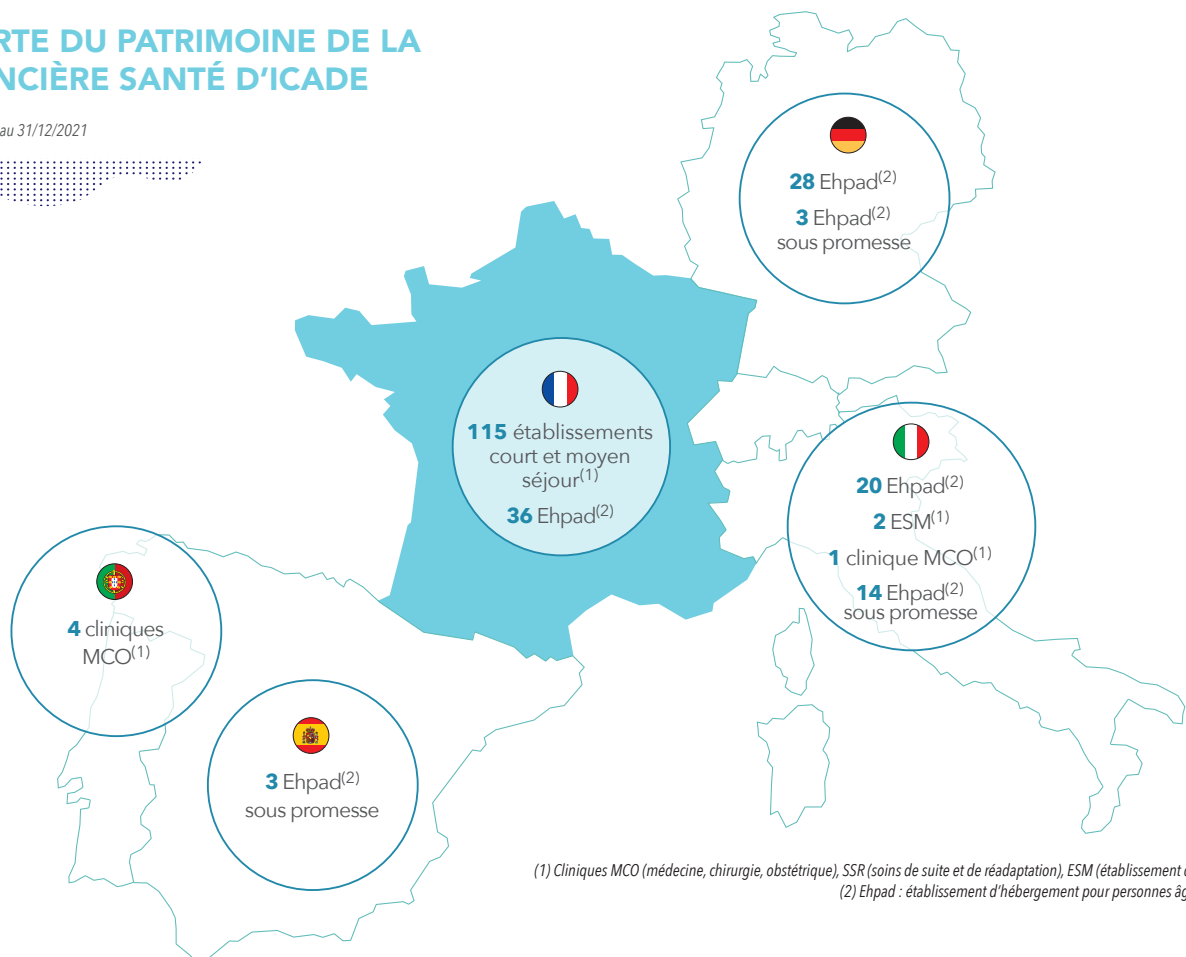 RTE DU PATRIMOINE DE LA
NCIÈRE SANTÉ D'ICADE
au 31/12/2021
28 Ehpad(2)
3 Ehpad(2)
sous promesse
115 établissements
court et moyen
séjour(1)
36 Ehpad(2)
20 Ehpad(2)
2 ESM(1)
1 clinique MCO(1)
14 Ehpad(2)
sous promesse
4 cliniques
MCO(1)
3 Ehpad(2)
sous promesse
(1) Cliniques MCO (médecine, chirurgie, obstétrique), SSR (soins de suite et de réadaptation), ESM (établissement
(2) Ehpad : établissement d'hébergement pour personnes âg